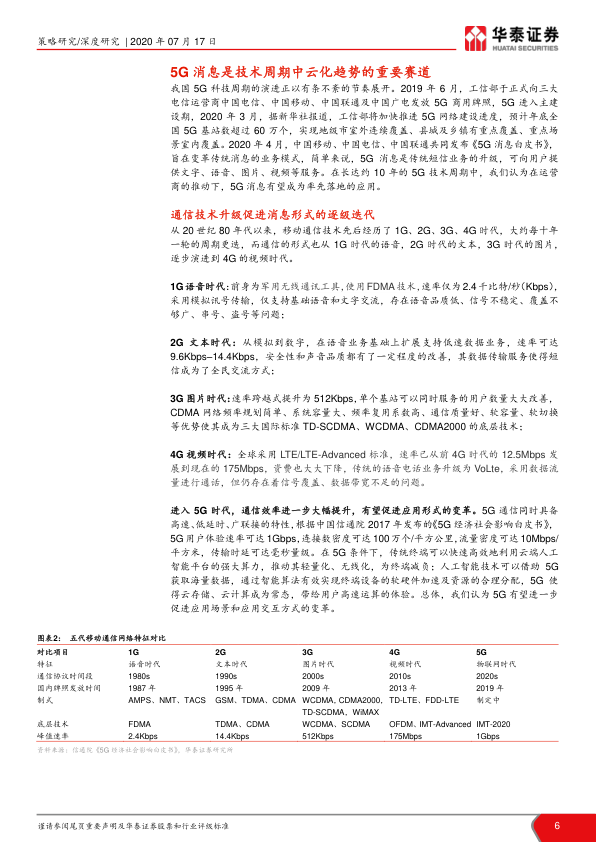 策略研究/深度研究 | 2020 年 07 月 17 日
华泰证券
HUATAI SECURITIES
5G 消息是技术周期中云化趋势的重要赛道
我国 5G 科技周期的演进正以有条不紊的节奏展开。2019 年 6 月，工信部于正式向三大
电信运营商中国电信、中国移动、中国联通及中国广电发放 5G 商用牌照，5G 进入主建
设期，2020 年 3 月，据新华社报道，工信部将加快推进 5G 网络建设进度，预计年底全
国 5G 基站数超过 60 万个，实现地级市室外连续覆盖、县城及乡镇有重点覆盖、重点场
景室内覆盖。2020 年 4 月，中国移动、中国电信、中国联通共同发布《5G 消息白皮书》，
旨在变革传统消息的业务模式，简单来说，5G 消息是传统短信业务的升级，可向用户提
供文字、语音、图片、视频等服务。在长达约 10 年的 5G 技术周期中，我们认为在运营
商的推动下，5G 消息有望成为率先落地的应用。
通信技术升级促进消息形式的逐级迭代
从 20 世纪 80 年代以来，移动通信技术先后经历了 1G、2G、3G、4G 时代，大约每十年
一轮的周期更迭，而通信的形式也从 1G 时代的语音，2G 时代的文本，3G 时代的图片，
逐步演进到 4G 的视频时代。
1G 语音时代：前身为军用无线通讯工具，使用 FDMA 技术，速率仅为 2.4 千比特/秒（Kbps），
采用模拟讯号传输，仅支持基础语音和文字交流，存在语音品质低、信号不稳定、覆盖不
够广、串号、盗号等问题；
2G 文本时代：从模拟到数字，在语音业务基础上扩展支持低速数据业务，速率可达
9.6Kbps–14.4Kbps，安全性和声音品质都有了一定程度的改善，其数据传输服务使得短
信成为了全民交流方式；
3G 图片时代：速率跨越式提升为 512Kbps，单个基站可以同时服务的用户数量大大改善，
CDMA 网络频率规划简单、系统容量大、频率复用系数高、通信质量好、软容量、软切换
等优势使其成为三大国际标准 TD-SCDMA、WCDMA、CDMA2000 的底层技术；
4G 视频时代：全球采用 LTE/LTE-Advanced 标准，速率已从前 4G 时代的 12.5Mbps 发
展到现在的 175Mbps，资费也大大下降，传统的语音电话业务升级为 VoLte，采用数据流
量进行通话，但仍存在着信号覆盖、数据带宽不足的问题。
进入 5G 时代，通信效率进一步大幅提升，有望促进应用形式的变革。5G 通信同时具备
高速、低延时、广联接的特性，根据中国信通院 2017 年发布的《5G 经济社会影响白皮书》，
5G 用户体验速率可达 1Gbps，连接数密度可达 100 万个/平方公里，流量密度可达 10Mbps/
平方米，传输时延可达毫秒量级。在 5G 条件下，传统终端可以快速高效地利用云端人工
智能平台的强大算力，推动其轻量化、无线化，为终端减负；人工智能技术可以借助 5G
获取海量数据，通过智能算法有效实现终端设备的软硬件加速及资源的合理分配，5G 使
得云存储、云计算成为常态，带给用户高速运算的体验。总体，我们认为 5G 有望进一步
促进应用场景和应用交互方式的变革。
图表2： 五代移动通信网络特征对比
对比项目 1G 2G 3G 4G 5G
特征 语音时代 文本时代 图片时代 视频时代 物联网时代
通信协议时间段 1980s 1990s 2000s 2010s 2020s
国内牌照发放时间 1987 年 1995 年 2009 年 2013 年 2019 年
制式 AMPS、NMT、TACS GSM、TDMA、CDMA WCDMA, CDMA2000, TD-LTE、FDD-LTE 制定中
TD-SCDMA、WiMAX
底层技术 FDMA TDMA、CDMA WCDMA、SCDMA OFDM、IMT-Advanced IMT-2020
峰值速率 2.4Kbps 14.4Kbps 512Kbps 175Mbps 1Gbps
资料来源：信通院《5G 经济社会影响白皮书》，华泰证券研究所
谨请参阅尾页重要声明及华泰证券股票和行业评级标准
6